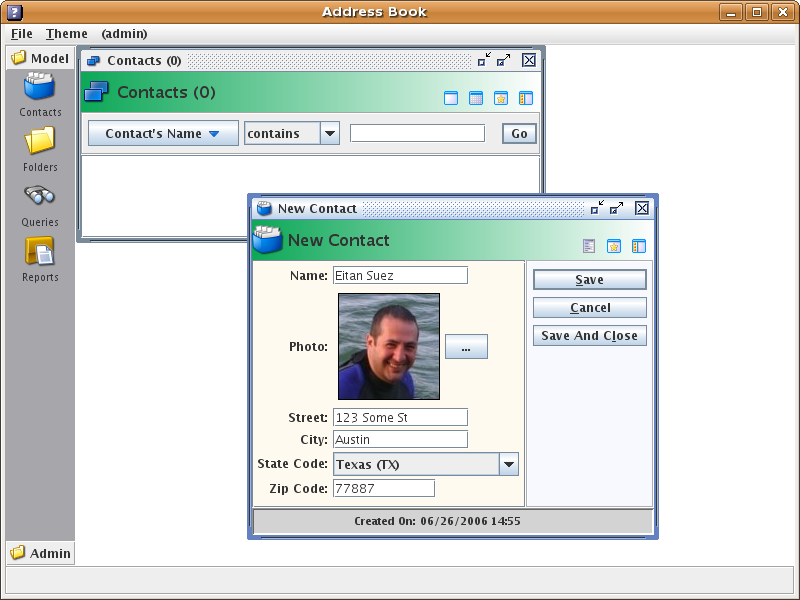 Address Book
File Theme (admin)
Model
Contacts
Folders
Queries
Reports
Admin
Contacts (0)
Contacts (0)
Contact's Name contains Go
New Contact
New Contact
Name: Eitan Suez
Photo: ...
Street: 123 Some St
City: Austin
State Code: Texas (TX)
Zip Code: 77887
Save
Cancel
Save And Close
Created On: 06/26/2006 14:55